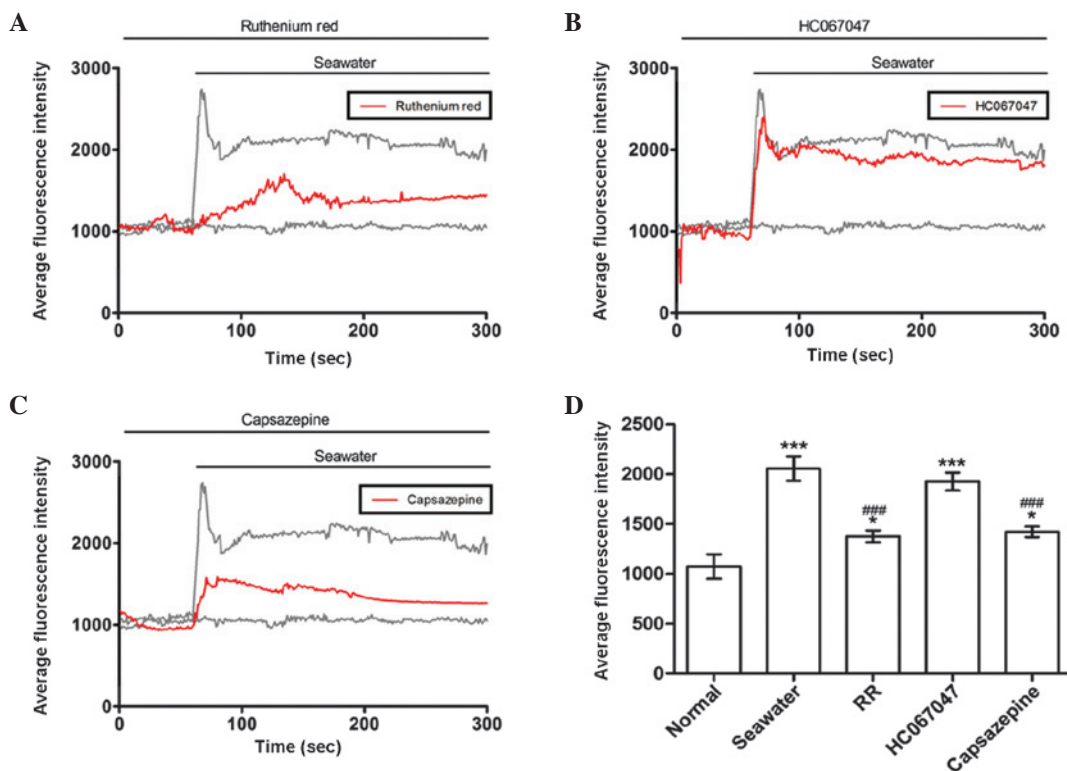 A
Ruthenium red
Seawater
Ruthenium red
Average fluorescence intensity
3000
2000
1000
0
0 100 200 300
Time (sec)
B
HC067047
Seawater
HC067047
Average fluorescence intensity
3000
2000
1000
0
0 100 200 300
Time (sec)
C
Capsazepine
Seawater
Capsazepine
Average fluorescence intensity
3000
2000
1000
0
0 100 200 300
Time (sec)
D
Average fluorescence intensity
2500
2000
1500
1000
500
0
***
###
*
***
###
*
Normal
Seawater
RR
HC067047
Capsazepine